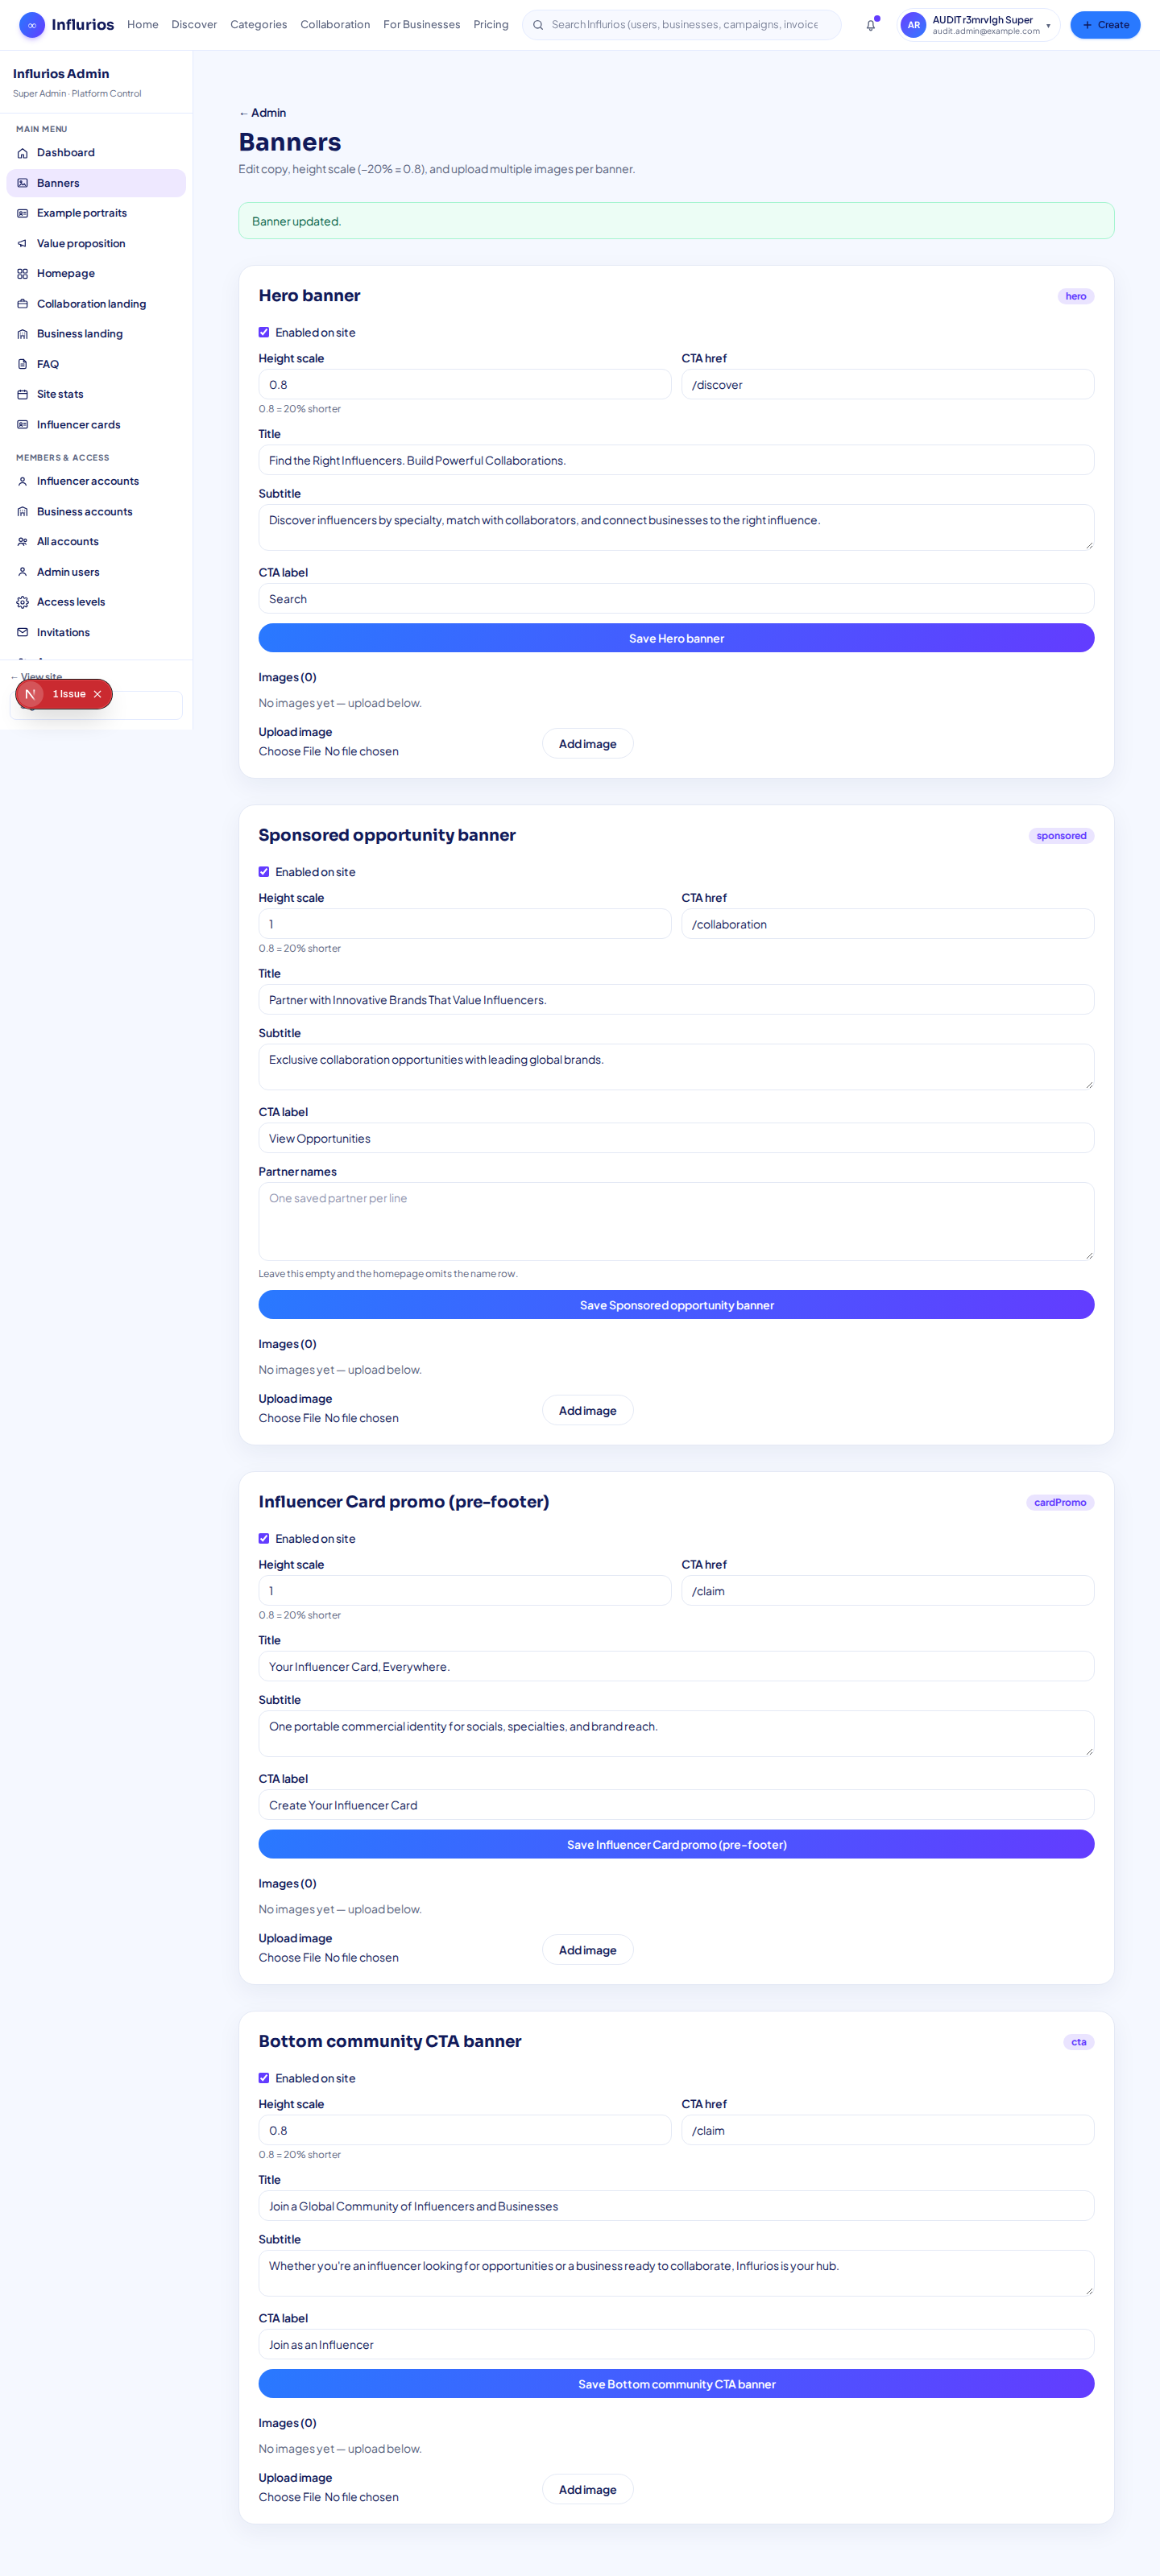 Influrios
Home
Discover
Categories
Collaboration
For Businesses
Pricing
Search Influrios (users, businesses, campaigns, invoice
AR
AUDIT r3mrvlgh Super
audit.admin@example.com
+ Create
Influrios Admin
Super Admin · Platform Control
MAIN MENU
Dashboard
Banners
Example portraits
Value proposition
Homepage
Collaboration landing
Business landing
FAQ
Site stats
Influencer cards
MEMBERS & ACCESS
Influencer accounts
Business accounts
All accounts
Admin users
Access levels
Invitations
← View site
N
1 Issue
← Admin
Banners
Edit copy, height scale (−20% = 0.8), and upload multiple images per banner.
Banner updated.
Hero banner
hero
Enabled on site
Height scale
CTA href
0.8
/discover
0.8 = 20% shorter
Title
Find the Right Influencers. Build Powerful Collaborations.
Subtitle
Discover influencers by specialty, match with collaborators, and connect businesses to the right influence.
CTA label
Search
Save Hero banner
Images (0)
No images yet — upload below.
Upload image
Choose File No file chosen
Add image
Sponsored opportunity banner
sponsored
Enabled on site
Height scale
CTA href
1
/collaboration
0.8 = 20% shorter
Title
Partner with Innovative Brands That Value Influencers.
Subtitle
Exclusive collaboration opportunities with leading global brands.
CTA label
View Opportunities
Partner names
One saved partner per line
Leave this empty and the homepage omits the name row.
Save Sponsored opportunity banner
Images (0)
No images yet — upload below.
Upload image
Choose File No file chosen
Add image
Influencer Card promo (pre-footer)
cardPromo
Enabled on site
Height scale
CTA href
1
/claim
0.8 = 20% shorter
Title
Your Influencer Card, Everywhere.
Subtitle
One portable commercial identity for socials, specialties, and brand reach.
CTA label
Create Your Influencer Card
Save Influencer Card promo (pre-footer)
Images (0)
No images yet — upload below.
Upload image
Choose File No file chosen
Add image
Bottom community CTA banner
cta
Enabled on site
Height scale
CTA href
0.8
/claim
0.8 = 20% shorter
Title
Join a Global Community of Influencers and Businesses
Subtitle
Whether you're an influencer looking for opportunities or a business ready to collaborate, Influrios is your hub.
CTA label
Join as an Influencer
Save Bottom community CTA banner
Images (0)
No images yet — upload below.
Upload image
Choose File No file chosen
Add image